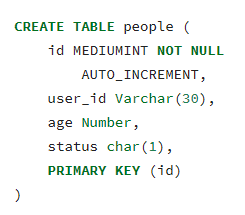 CREATE TABLE people (
    id MEDIUMINT NOT NULL
        AUTO_INCREMENT,
    user_id Varchar(30),
    age Number,
    status char(1),
    PRIMARY KEY (id)
)